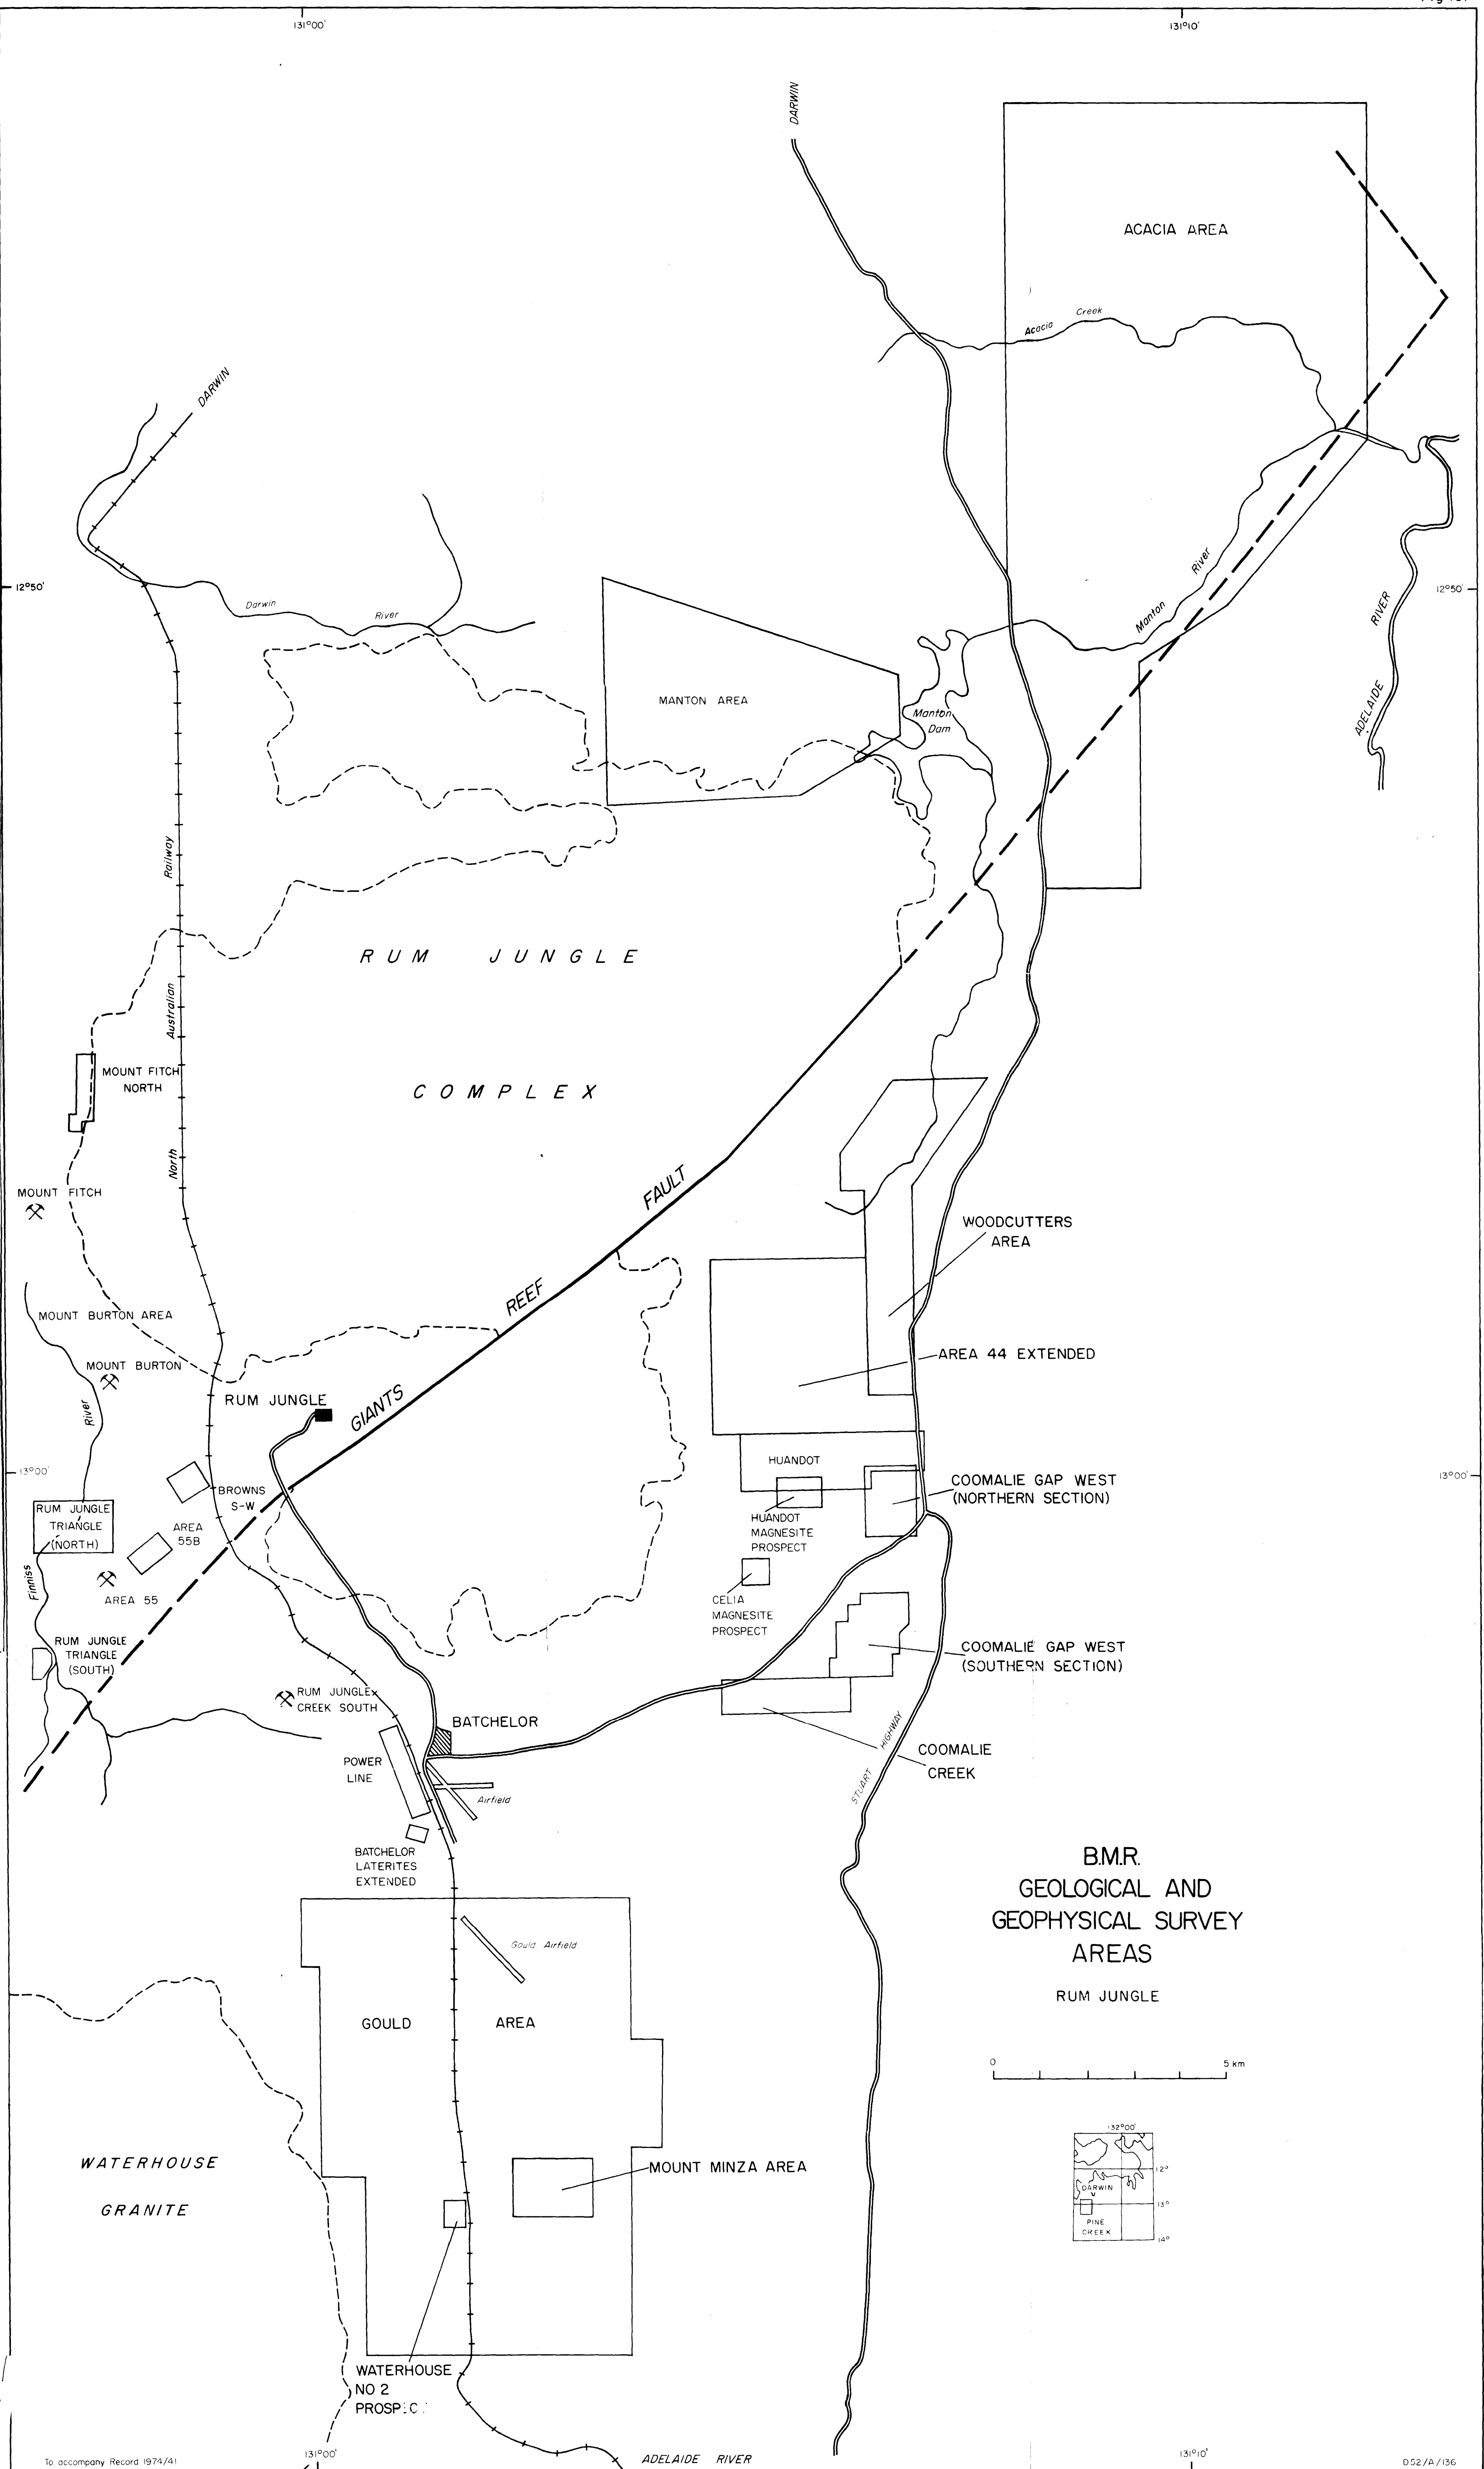 131°00'
131°10'
DARWIN
ACACIA AREA
Acacia Creek
DARWIN
12°50'
12°50'
Darwin River
Manton River
ADELAIDE RIVER
MANTON AREA
Manton
Dam
North Australian Railway
RUM JUNGLE
COMPLEX
MOUNT FITCH
NORTH
MOUNT FITCH
GIANTS REEF FAULT
WOODCUTTERS
AREA
MOUNT BURTON AREA
MOUNT BURTON
AREA 44 EXTENDED
RUM JUNGLE
River
13°00'
13°00'
HUANDOT
COOMALIE GAP WEST
(NORTHERN SECTION)
BROWNS
S-W
RUM JUNGLE
TRIANGLE
(NORTH)
AREA
55B
HUANDOT
MAGNESITE
PROSPECT
Finniss
AREA 55
CELIA
MAGNESITE
PROSPECT
RUM JUNGLE
TRIANGLE
(SOUTH)
COOMALIE GAP WEST
(SOUTHERN SECTION)
RUM JUNGLE
CREEK SOUTH
BATCHELOR
STUART HIGHWAY
COOMALIE
CREEK
POWER
LINE
Airfield
BATCHELOR
LATERITES
EXTENDED
B.M.R.
GEOLOGICAL AND
GEOPHYSICAL SURVEY
AREAS
RUM JUNGLE
Gould Airfield
GOULD AREA
0 5 km
132°00'
12°
DARWIN
13°
PINE
CREEK
14°
WATERHOUSE
GRANITE
MOUNT MINZA AREA
WATERHOUSE
NO 2
131°00'
131°10'
ADELAIDE RIVER
To accompany Record 1974/41
D52/A/136